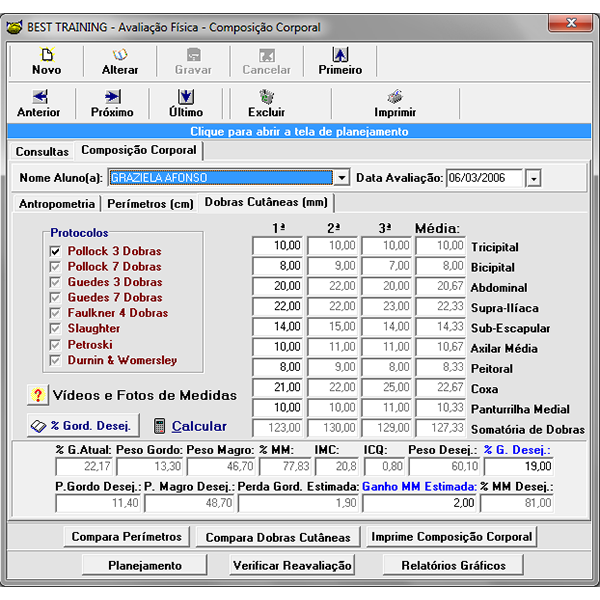 BEST TRAINING - Avaliação Física - Composição Corporal
Novo Alterar Gravar Cancelar Primeiro
Anterior Próximo Último Excluir Imprimir
Clique para abrir a tela de planejamento
Consultas Composição Corporal
Nome Aluno(a): GRAZIELA AFONSO Data Avaliação: 06/03/2006
Antropometria Perímetros (cm) Dobras Cutâneas (mm)
Protocolos
Pollock 3 Dobras
Pollock 7 Dobras
Guedes 3 Dobras
Guedes 7 Dobras
Faulkner 4 Dobras
Slaughter
Petroski
Durnin & Womersley
? Vídeos e Fotos de Medidas
% Gord. Desej. Calcular
1ª 2ª 3ª Média:
10,00 10,00 10,00 10,00 Tricipital
8,00 9,00 7,00 8,00 Bicipital
20,00 22,00 20,00 20,67 Abdominal
22,00 22,00 23,00 22,33 Supra-Ilíaca
14,00 15,00 14,00 14,33 Sub-Escapular
10,00 11,00 11,00 10,67 Axilar Média
8,00 9,00 8,00 8,33 Peitoral
21,00 22,00 25,00 22,67 Coxa
10,00 10,00 11,00 10,33 Panturrilha Medial
123,00 130,00 129,00 127,33 Somatória de Dobras
% G.Atual: Peso Gordo: Peso Magro: % MM: IMC: ICQ: Peso Desej.: % G. Desej.:
22,17 13,30 46,70 77,83 20,8 0,80 60,10 19,00
P.Gordo Desej.: P. Magro Desej.: Perda Gord. Estimada: Ganho MM Estimada: % MM Desej.:
11,40 48,70 1,90 2,00 81,00
Compara Perímetros Compara Dobras Cutâneas Imprime Composição Corporal
Planejamento Verificar Reavaliação Relatórios Gráficos